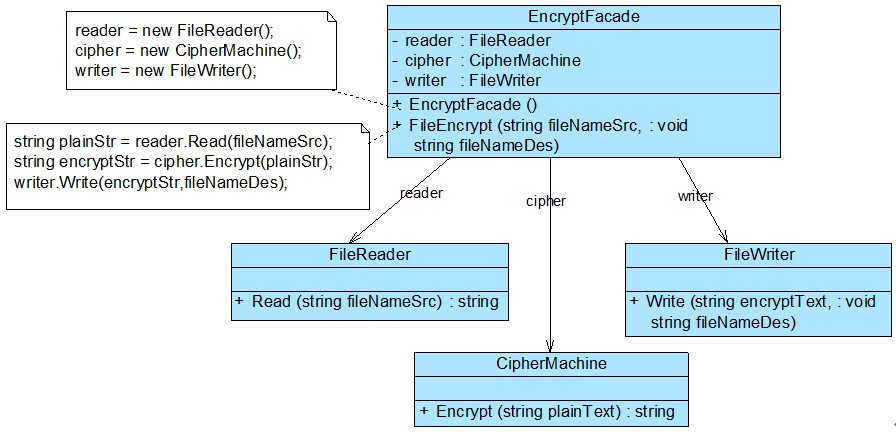 reader = new FileReader();
cipher = new CipherMachine();
writer = new FileWriter();
EncryptFacade
- reader : FileReader
- cipher : CipherMachine
- writer : FileWriter
+ EncryptFacade ()
+ FileEncrypt (string fileNameSrc, : void
string fileNameDes)
string plainStr = reader.Read(fileNameSrc);
string encryptStr = cipher.Encrypt(plainStr);
writer.Write(encryptStr,fileNameDes);
reader
cipher
writer
FileReader
+ Read (string fileNameSrc) : string
FileWriter
+ Write (string encryptText, : void
string fileNameDes)
CipherMachine
+ Encrypt (string plainText) : string